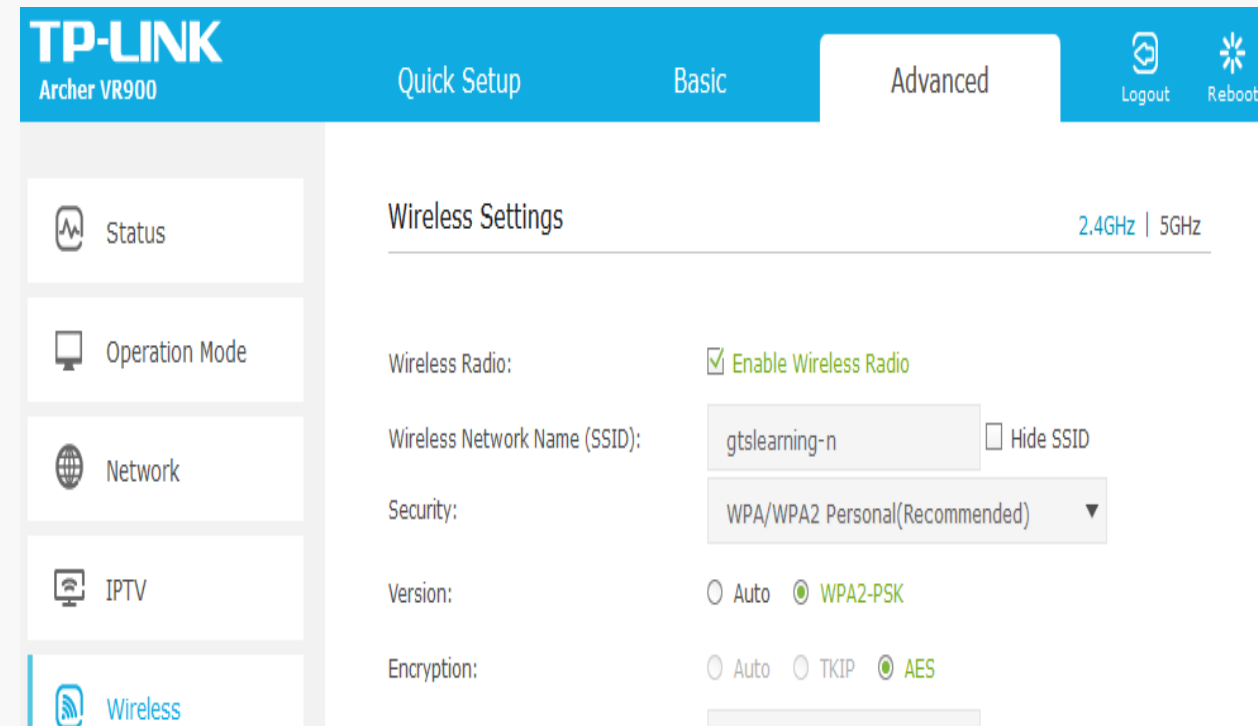 TP-LINK
Archer VR900
Quick Setup
Basic
Advanced
Logout
Reboot
Status
Operation Mode
Network
IPTV
Wireless
Wireless Settings
2.4GHz | 5GHz
Wireless Radio: Enable Wireless Radio
Wireless Network Name (SSID): gtslearning-n Hide SSID
Security: WPA/WPA2 Personal(Recommended)
Version: Auto WPA2-PSK
Encryption: Auto TKIP AES